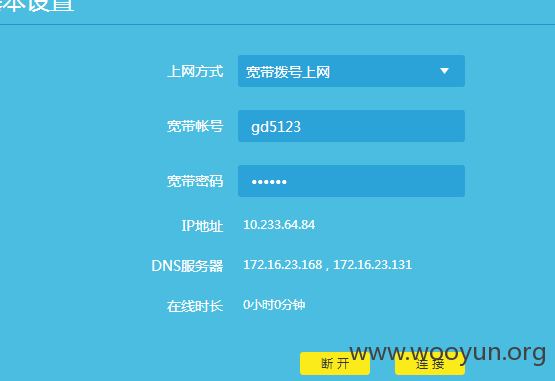 基本设置
上网方式 宽带拨号上网
宽带帐号 gd5123
宽带密码 ••••••
IP地址 10.233.64.84
DNS服务器 172.16.23.168 , 172.16.23.131
在线时长 0小时0分钟
断 开 连 接
www.wooyun.org